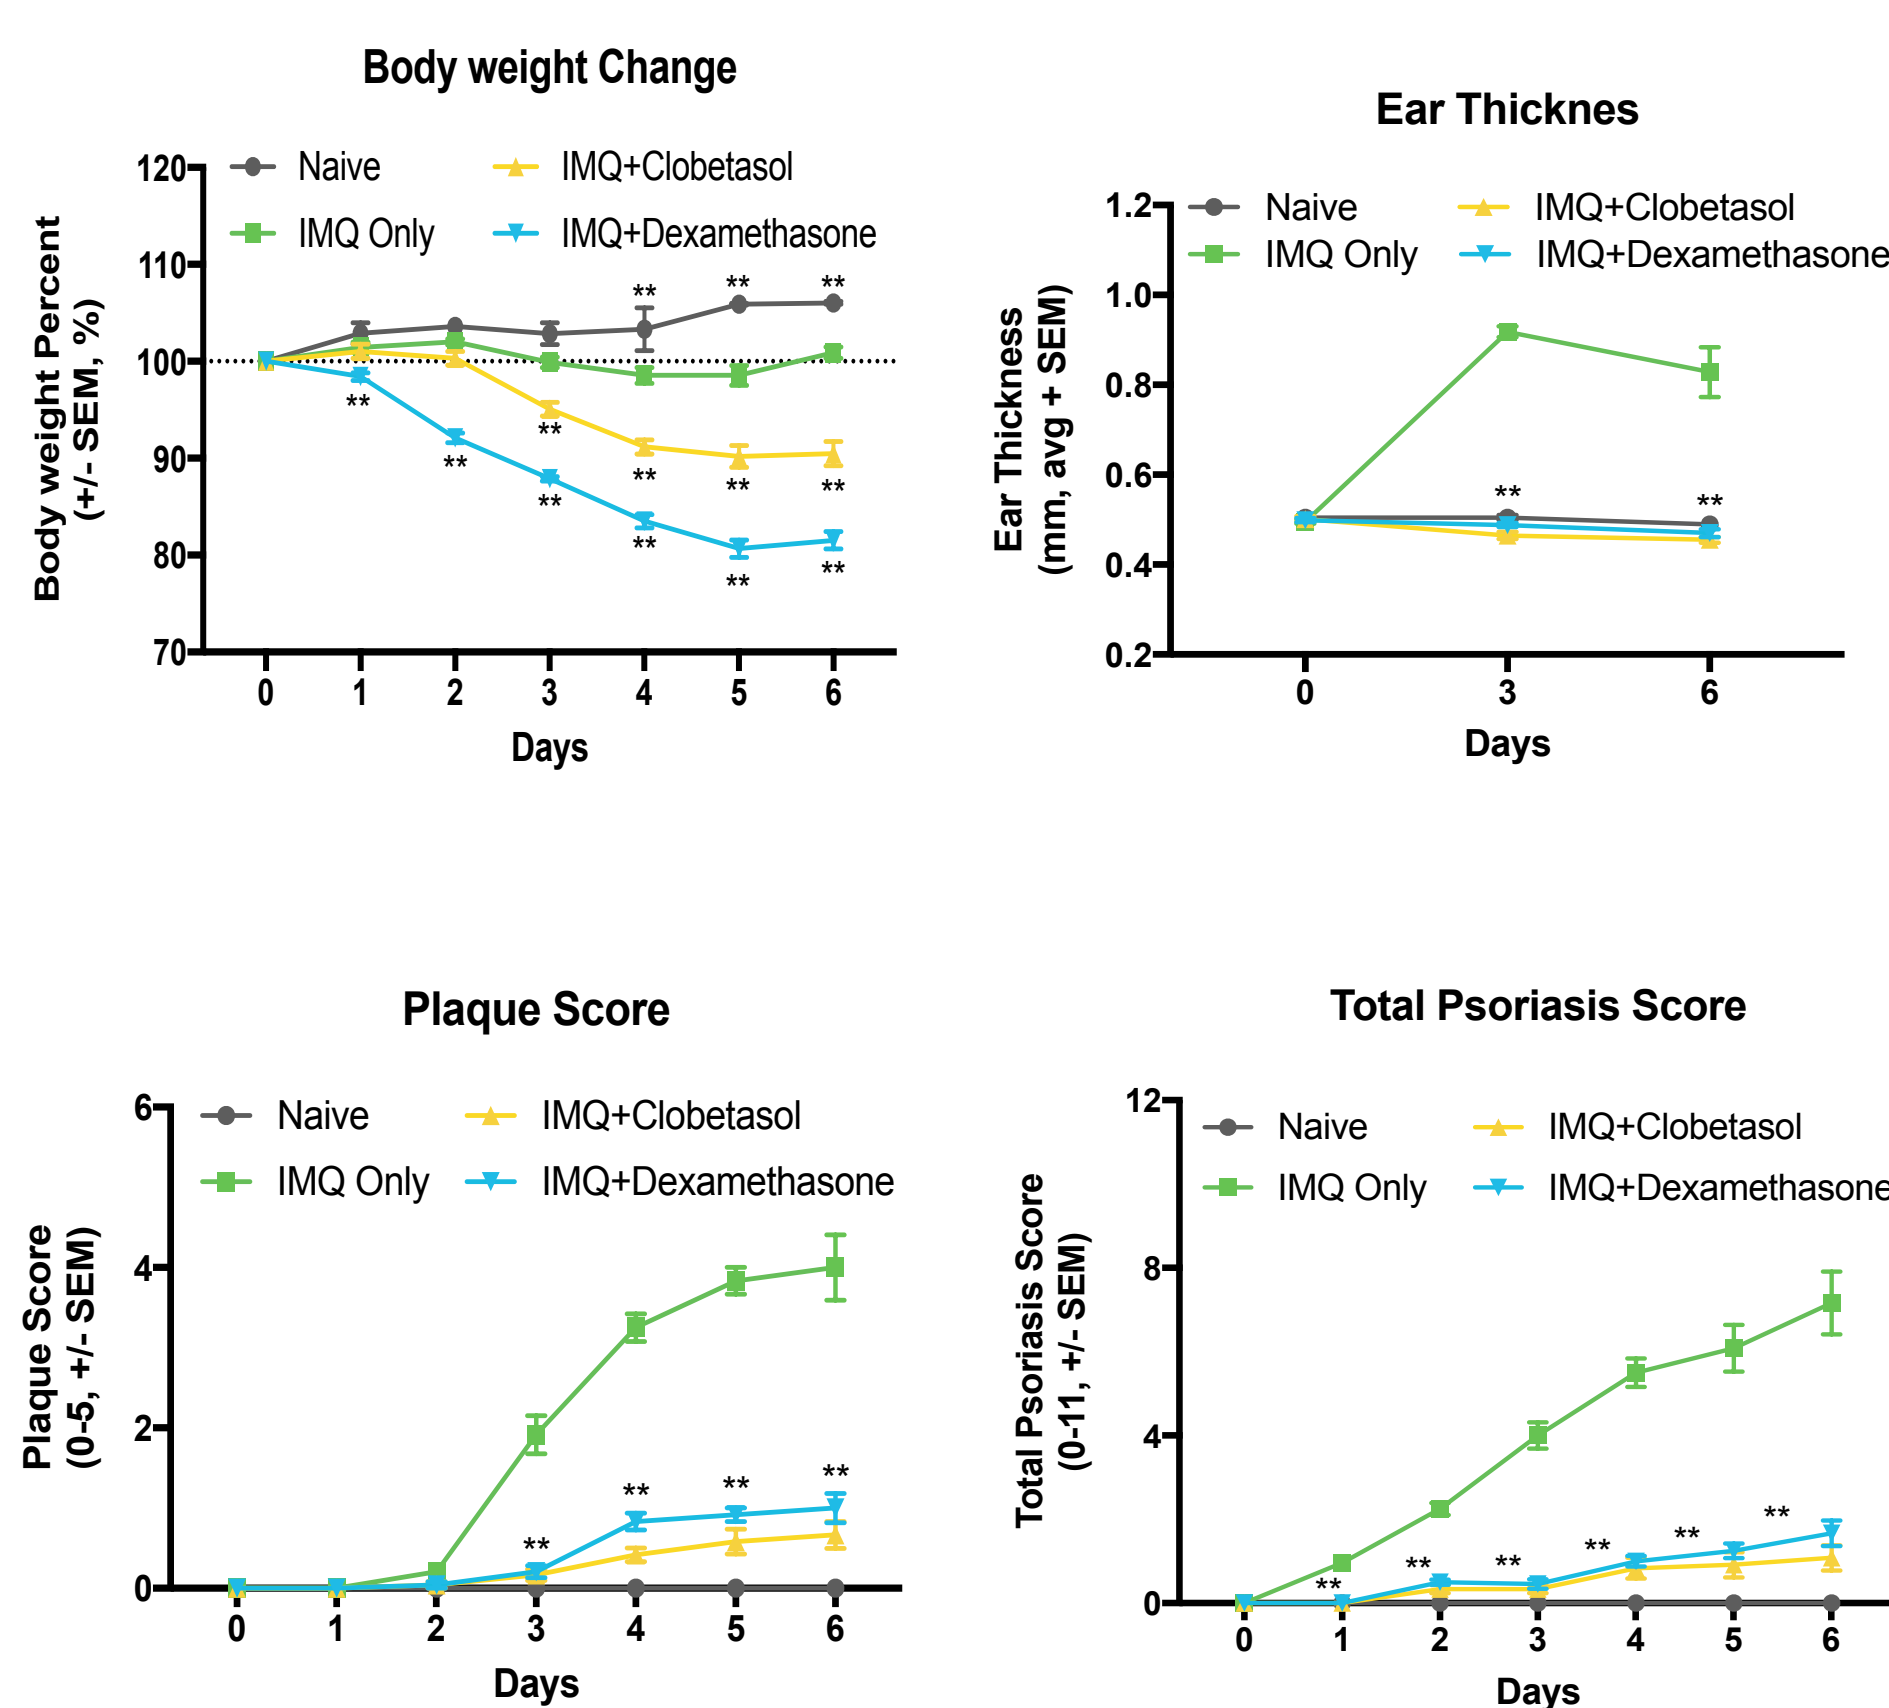 Body weight Change
Naive
IMQ+Clobetasol
IMQ Only
IMQ+Dexamethasone
Body weight Percent
(+/- SEM, %)
120
110
100
90
80
70
** ** **
**
**
**
**
**
**
**
**
**
**
0 1 2 3 4 5 6
Days
Ear Thicknes
Naive
IMQ+Clobetasol
IMQ Only
IMQ+Dexamethasone
Ear Thickness
(mm, avg + SEM)
1.2
1.0
0.8
0.6
0.4
0.2
** **
0 3 6
Days
Plaque Score
Naive
IMQ+Clobetasol
IMQ Only
IMQ+Dexamethasone
Plaque Score
(0-5, +/- SEM)
6
4
2
0
** ** ** **
0 1 2 3 4 5 6
Days
Total Psoriasis Score
Naive
IMQ+Clobetasol
IMQ Only
IMQ+Dexamethasone
Total Psoriasis Score
(0-11, +/- SEM)
12
8
4
0
** ** ** ** ** **
0 1 2 3 4 5 6
Days